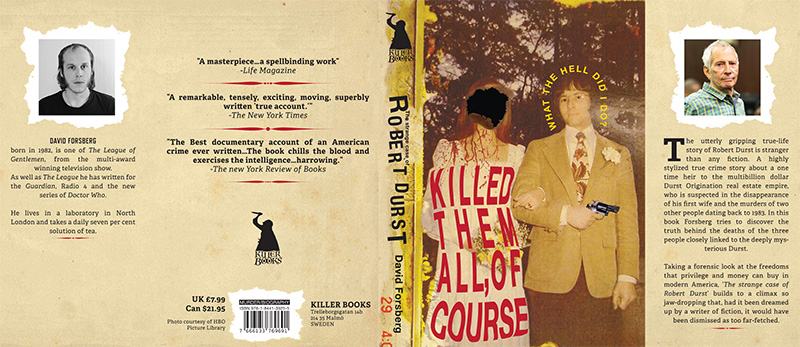 DAVID FORSBERG
born in 1982, is one of The League of
Gentlemen, from the multi-award
winning television show.
As well as The League he has written for
the Guardian, Radio 4 and the new
series of Doctor Who.
He lives in a laboratory in North
London and takes a daily seven per cent
solution of tea.
"A masterpiece...a spellbinding work"
-Life Magazine
"A remarkable, tensely, exciting, moving, superbly
written 'true account.'"
-The New York Times
"The Best documentary account of an American
crime ever written...The book chills the blood and
exercises the intelligence...harrowing."
-The new York Review of Books
KILLER
BOOKS
UK £7.99
Can $21.95
Photo courtesy of HBO
Picture Library
MURDER/BIOGRAPHY
7 666133 769691
KILLER BOOKS
Trelleborgsgatan 14b
214 35 Malmö
SWEDEN
KILLER
BOOKS
The strange case of
ROBERT DURST
David Forsberg
29 4:0
WHAT THE HELL DID I DO?
KILLED
THEM
ALL, OF
COURSE
The utterly gripping true-life
story of Robert Durst is stranger
than any fiction. A highly
stylized true crime story about a one
time heir to the multibillion dollar
Durst Origination real estate empire,
who is suspected in the disappearance
of his first wife and the murders of two
other people dating back to 1983. In this
book Forsberg tries to discover the
truth behind the deaths of the three
people closely linked to the deeply mys-
terious Durst.
Taking a forensic look at the freedoms
that privilege and money can buy in
modern America, 'The strange case of
Robert Durst' builds to a climax so
jaw-dropping that, had it been dreamed
up by a writer of fiction, it would have
been dismissed as too far-fetched.